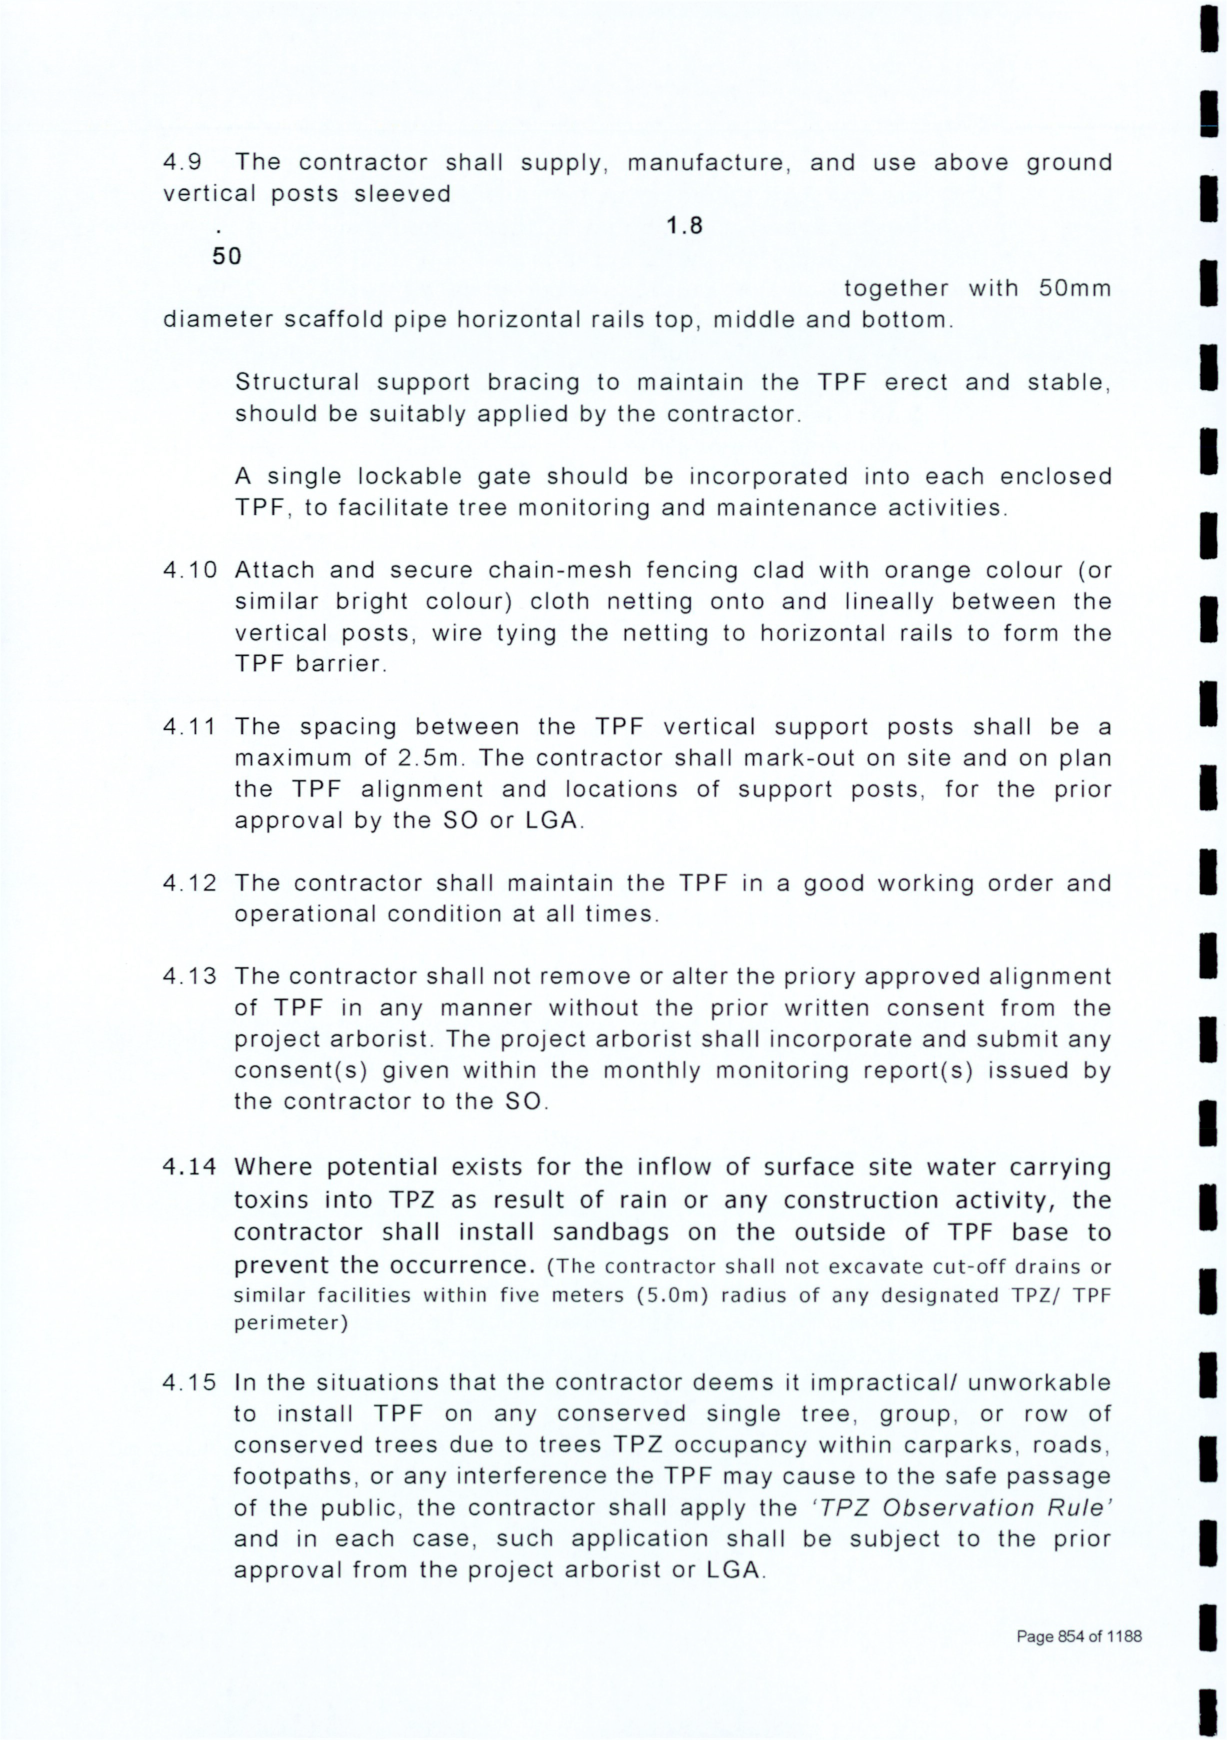 4.9 The contractor shall supply, manufacture, and use above ground
vertical posts sleeved
. 1.8
50
together with 50mm
diameter scaffold pipe horizontal rails top, middle and bottom.
Structural support bracing to maintain the TPF erect and stable,
should be suitably applied by the contractor.
A single lockable gate should be incorporated into each enclosed
TPF, to facilitate tree monitoring and maintenance activities.
4.10 Attach and secure chain-mesh fencing clad with orange colour (or
similar bright colour) cloth netting onto and lineally between the
vertical posts, wire tying the netting to horizontal rails to form the
TPF barrier.
4.11 The spacing between the TPF vertical support posts shall be a
maximum of 2.5m. The contractor shall mark-out on site and on plan
the TPF alignment and locations of support posts, for the prior
approval by the SO or LGA.
4.12 The contractor shall maintain the TPF in a good working order and
operational condition at all times.
4.13 The contractor shall not remove or alter the priory approved alignment
of TPF in any manner without the prior written consent from the
project arborist. The project arborist shall incorporate and submit any
consent(s) given within the monthly monitoring report(s) issued by
the contractor to the SO.
4.14 Where potential exists for the inflow of surface site water carrying
toxins into TPZ as result of rain or any construction activity, the
contractor shall install sandbags on the outside of TPF base to
prevent the occurrence. (The contractor shall not excavate cut-off drains or
similar facilities within five meters (5.0m) radius of any designated TPZ/ TPF
perimeter)
4.15 In the situations that the contractor deems it impractical/ unworkable
to install TPF on any conserved single tree, group, or row of
conserved trees due to trees TPZ occupancy within carparks, roads,
footpaths, or any interference the TPF may cause to the safe passage
of the public, the contractor shall apply the 'TPZ Observation Rule'
and in each case, such application shall be subject to the prior
approval from the project arborist or LGA.
Page 854 of 1188